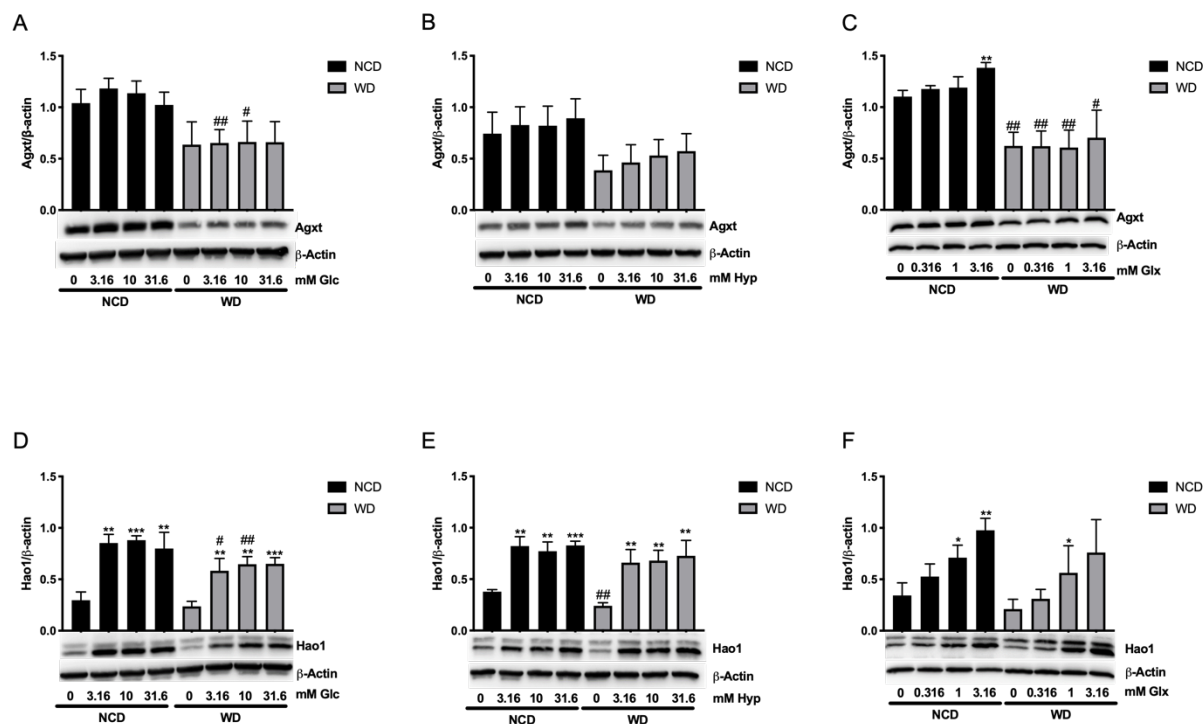 A
Agxt/β-actin
1.5
1.0
0.5
0.0
## #
NCD
WD
Agxt
β-Actin
0 3.16 10 31.6 0 3.16 10 31.6 mM Glc
NCD WD
B
Agxt/β-actin
1.5
1.0
0.5
0.0
NCD
WD
Agxt
β-Actin
0 3.16 10 31.6 0 3.16 10 31.6 mM Hyp
NCD WD
C
Agxt/β-actin
1.5
1.0
0.5
0.0
** ## ## ## #
NCD
WD
Agxt
β-Actin
0 0.316 1 3.16 0 0.316 1 3.16 mM Glx
NCD WD
D
Hao1/β-actin
1.5
1.0
0.5
0.0
# ##
** *** ** ** ** ***
NCD
WD
Hao1
β-Actin
0 3.16 10 31.6 0 3.16 10 31.6 mM Glc
NCD WD
E
Hao1/β-actin
1.5
1.0
0.5
0.0
** ** *** ## ** ** **
NCD
WD
Hao1
β-Actin
0 3.16 10 31.6 0 3.16 10 31.6 mM Hyp
NCD WD
F
Hao1/β-actin
1.5
1.0
0.5
0.0
* ** *
NCD
WD
Hao1
β-Actin
0 0.316 1 3.16 0 0.316 1 3.16 mM Glx
NCD WD